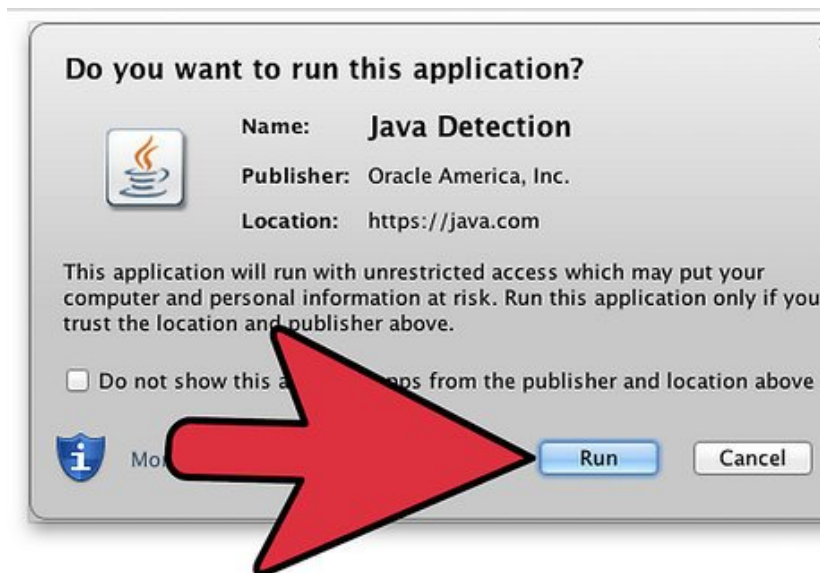 Do you want to run this application?
Name: Java Detection
Publisher: Oracle America, Inc.
Location: https://java.com
This application will run with unrestricted access which may put your
computer and personal information at risk. Run this application only if you
trust the location and publisher above.
Do not show this from the publisher and location above
Run Cancel